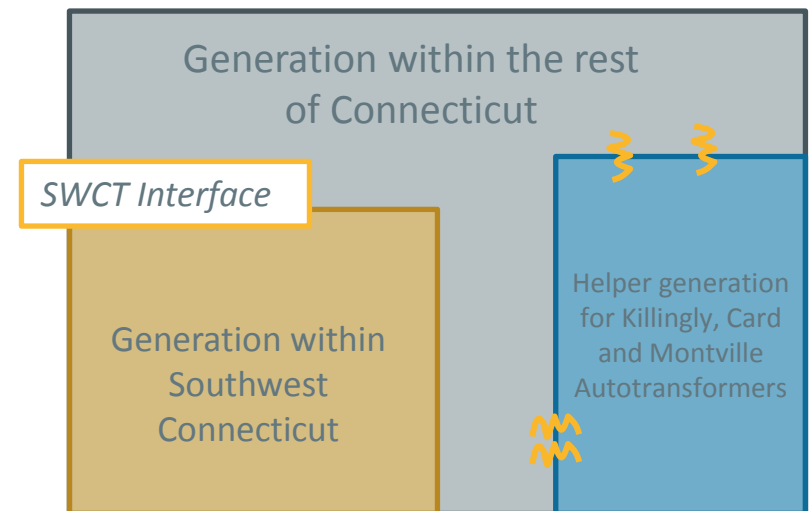 Generation within the rest
of Connecticut
SWCT Interface
Generation within
Southwest
Connecticut
Helper generation
for Killingly, Card
and Montville
Autotransformers